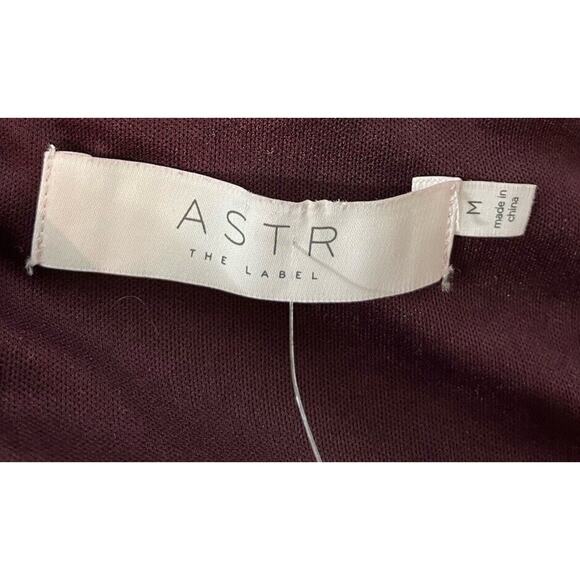 ASTR
THE LABEL
M
made in
china